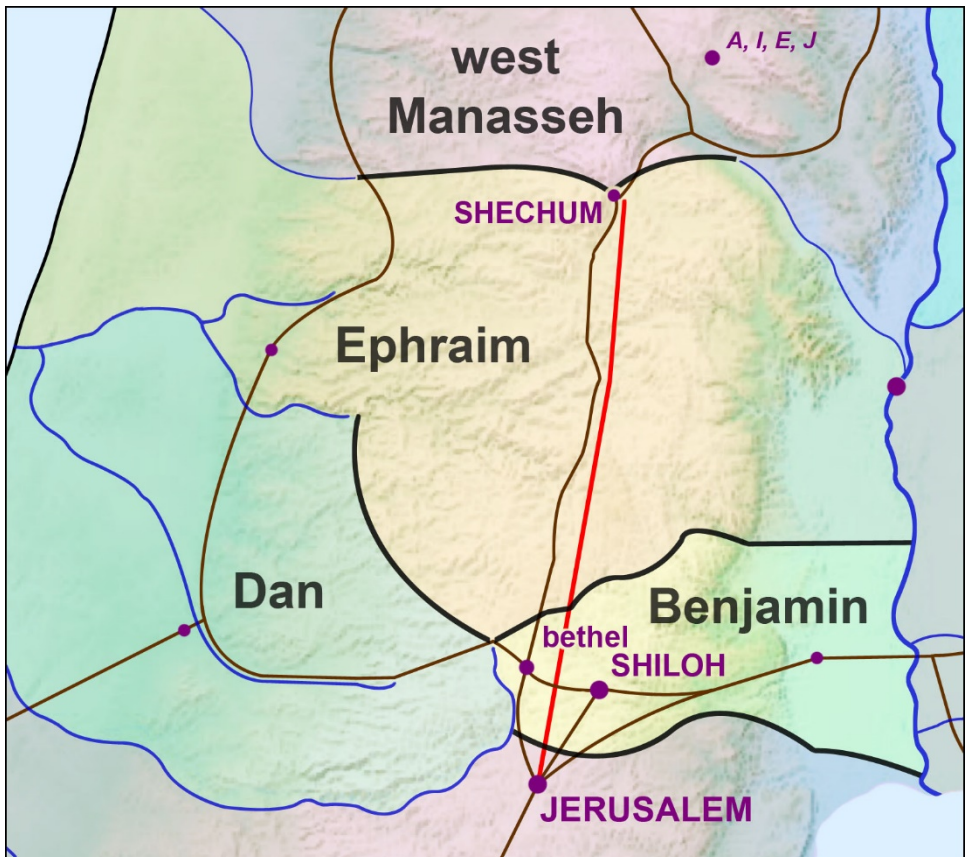 west
Manasseh
A, I, E, J
SHECHUM
Ephraim
Dan
Benjamin
bethel
SHILOH
JERUSALEM